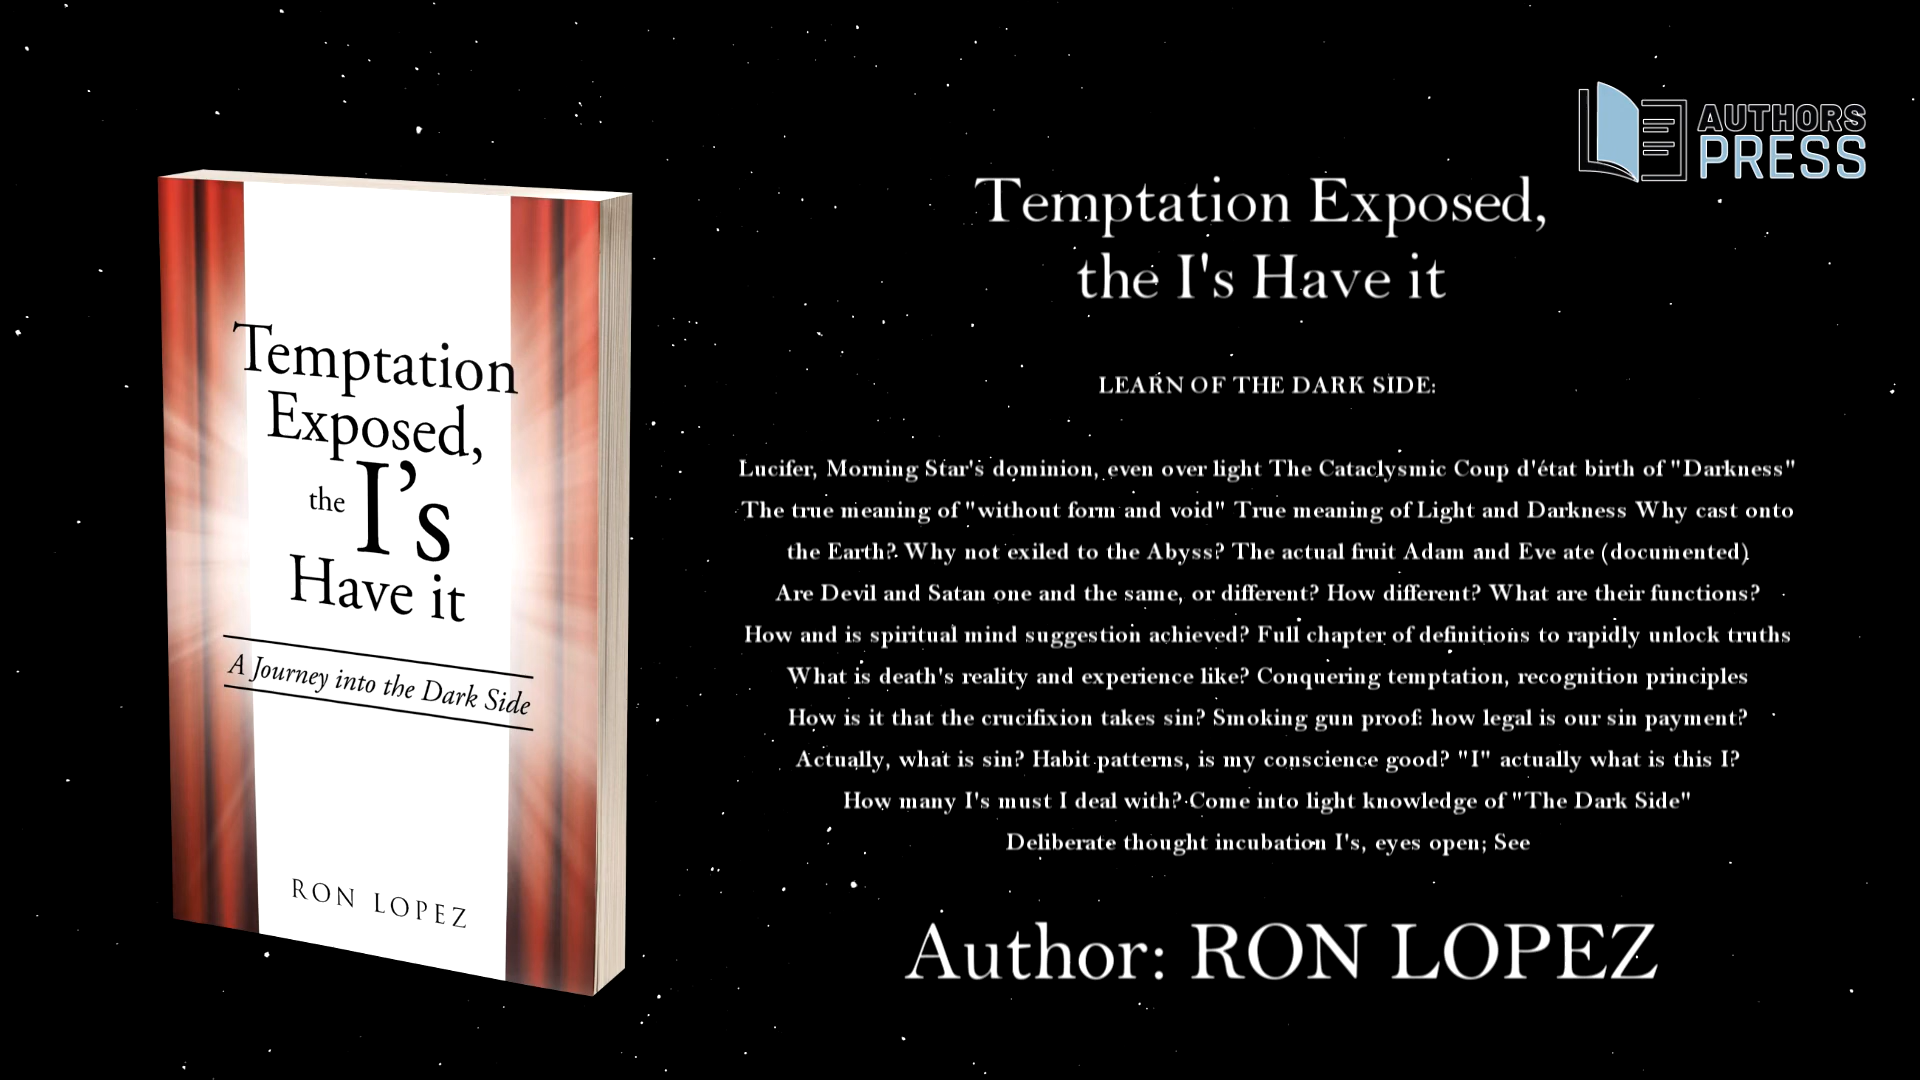 Temptation
Exposed,
the I's
Have it
A Journey into the Dark Side
RON LOPEZ
AUTHORS
PRESS
Temptation Exposed,
the I's Have it
LEARN OF THE DARK SIDE:
Lucifer, Morning Star's dominion, even over light The Cataclysmic Coup d'état birth of "Darkness"
The true meaning of "without form and void" True meaning of Light and Darkness Why cast onto
the Earth? Why not exiled to the Abyss? The actual fruit Adam and Eve ate (documented)
Are Devil and Satan one and the same, or different? How different? What are their functions?
How and is spiritual mind suggestion achieved? Full chapter of definitions to rapidly unlock truths
What is death's reality and experience like? Conquering temptation, recognition principles
How is it that the crucifixion takes sin? Smoking gun proof: how legal is our sin payment?
Actually, what is sin? Habit patterns, is my conscience good? "I" actually what is this I?
How many I's must I deal with? Come into light knowledge of "The Dark Side"
Deliberate thought incubation I's, eyes open; See
Author: RON LOPEZ